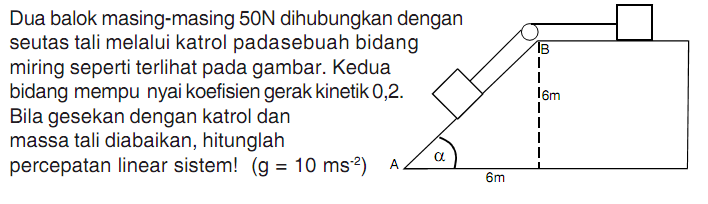 Dua balok masing-masing 50N dihubungkan dengan
seutas tali melalui katrol padasebuah bidang
miring seperti terlihat pada gambar. Kedua
bidang mempu nyai koefisien gerak kinetik 0,2.
Bila gesekan dengan katrol dan
massa tali diabaikan, hitunglah
percepatan linear sistem! (g = 10 ms⁻²)
B
6m
A
α
6m